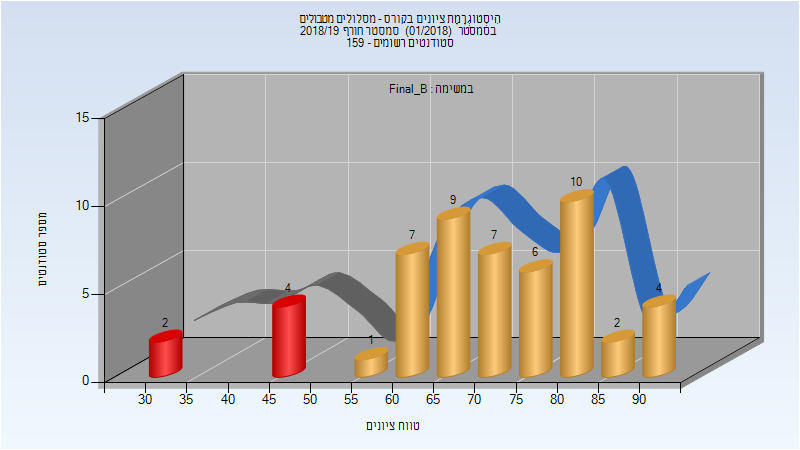 היסטוגרמת ציונים בקורס - מסלולים מטבולים
בסמסטר (01/2018) סמסטר חורף 2018/19
סטודנטים רשומים - 159
במשימה : Final_B
מספר סטודנטים
15
10
5
0
2
4
1
7
9
7
6
10
2
4
30 35 40 45 50 55 60 65 70 75 80 85 90
טווח ציונים